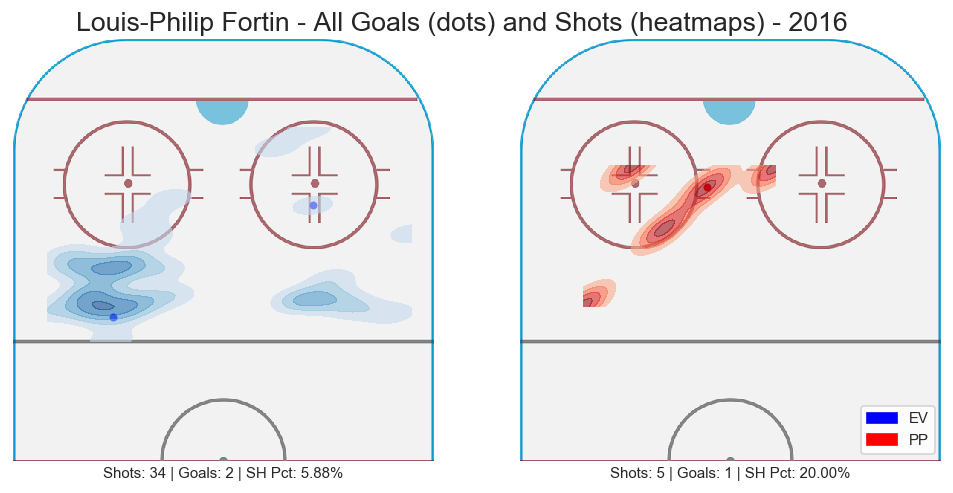 Louis-Philip Fortin - All Goals (dots) and Shots (heatmaps) - 2016
EV
PP
Shots: 34 | Goals: 2 | SH Pct: 5.88%
Shots: 5 | Goals: 1 | SH Pct: 20.00%